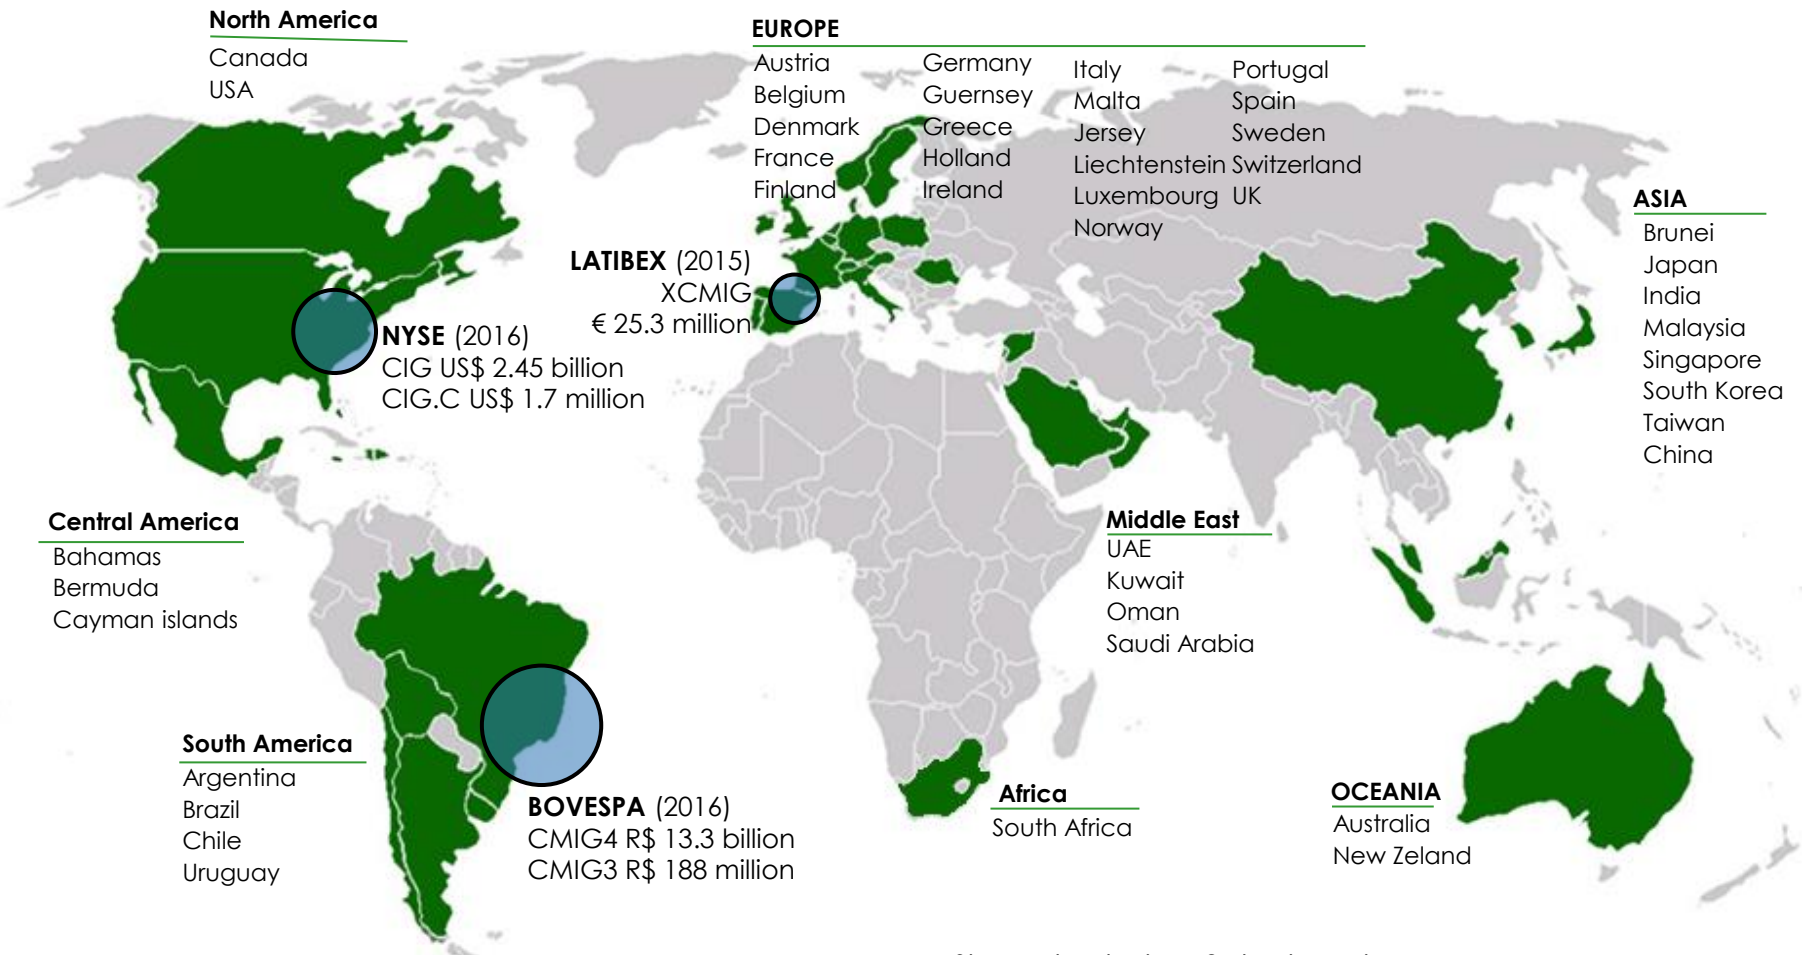 North America
Canada
USA
EUROPE
Austria
Belgium
Denmark
France
Finland
Germany
Guernsey
Greece
Holland
Ireland
Italy
Malta
Jersey
Liechtenstein
Luxembourg
Norway
Portugal
Spain
Sweden
Switzerland
UK
ASIA
Brunei
Japan
India
Malaysia
Singapore
South Korea
Taiwan
China
LATIBEX (2015)
XCMIG
€ 25.3 million
NYSE (2016)
CIG US$ 2.45 billion
CIG.C US$ 1.7 million
Central America
Bahamas
Bermuda
Cayman islands
Middle East
UAE
Kuwait
Oman
Saudi Arabia
South America
Argentina
Brazil
Chile
Uruguay
BOVESPA (2016)
CMIG4 R$ 13.3 billion
CMIG3 R$ 188 million
Africa
South Africa
OCEANIA
Australia
New Zeland